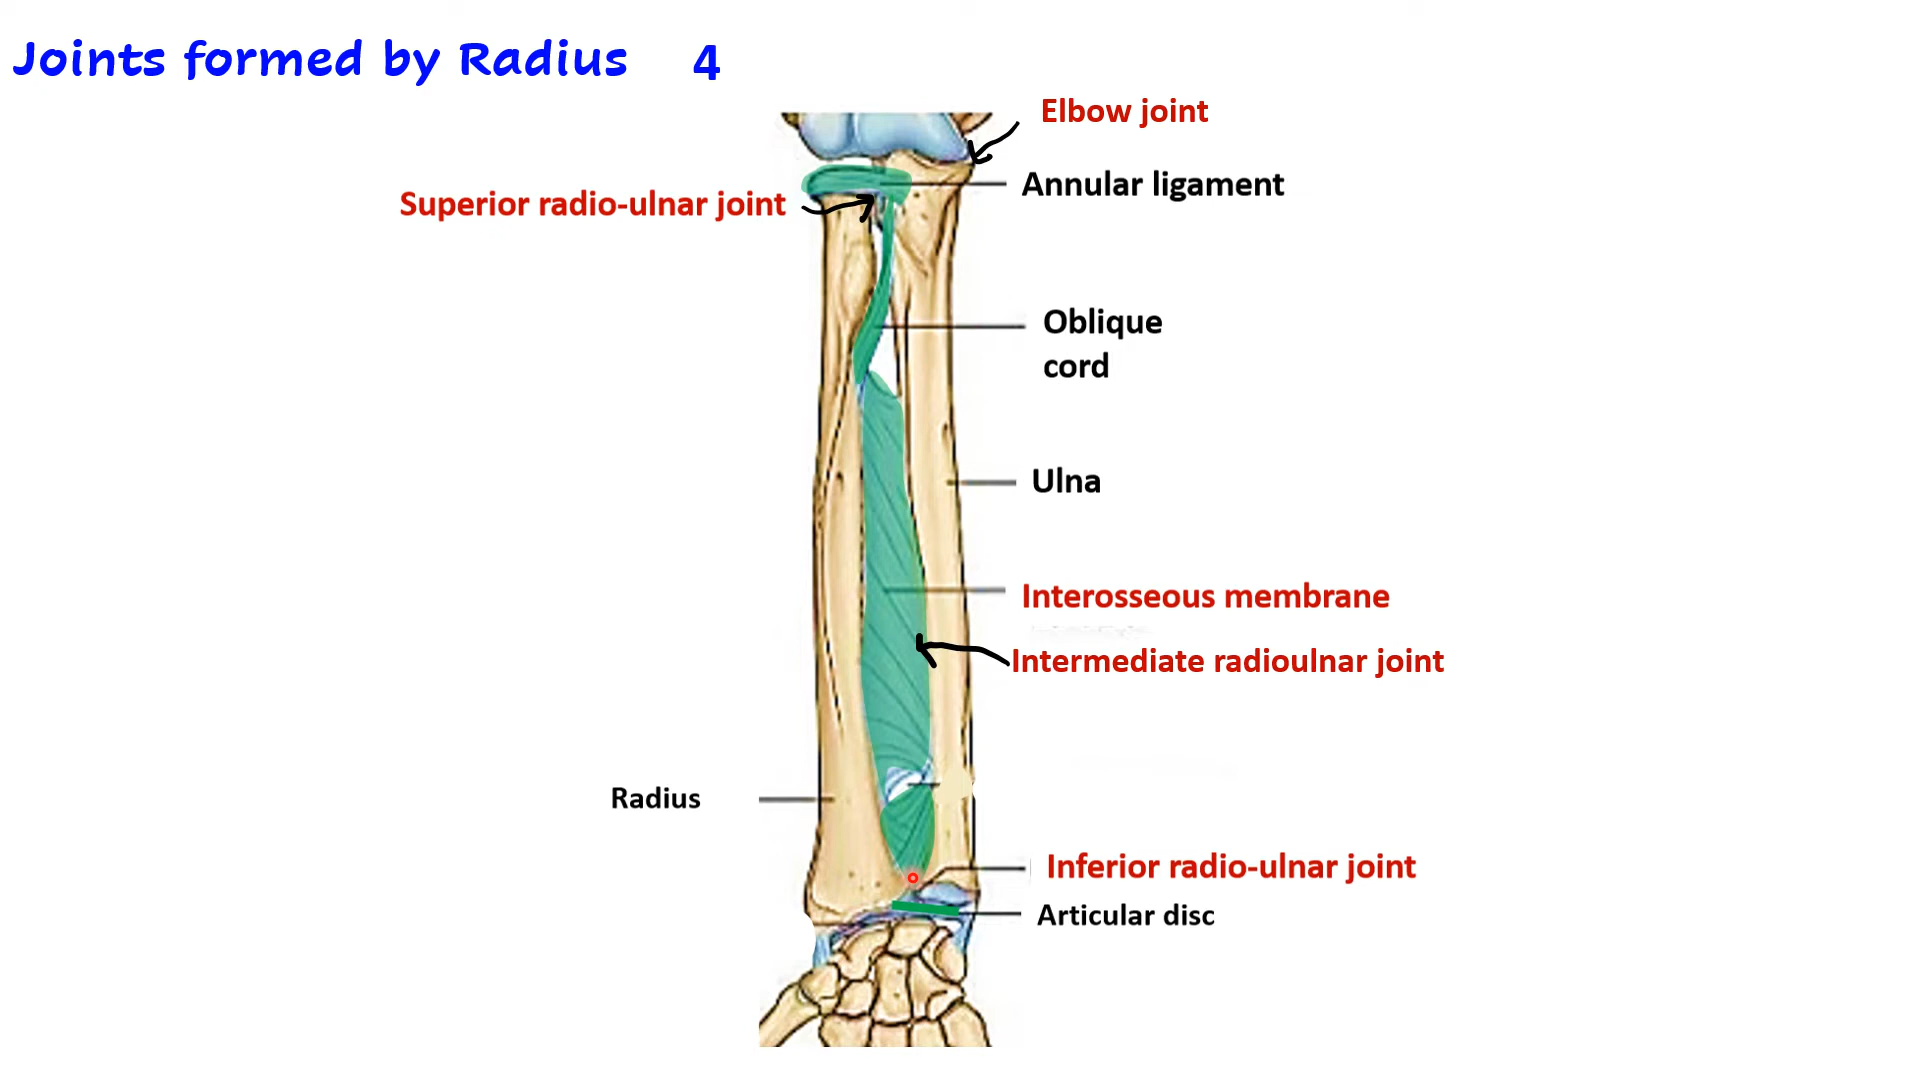 Joints formed by Radius 4
Elbow joint
Annular ligament
Superior radio-ulnar joint
Oblique
cord
Ulna
Interosseous membrane
Intermediate radioulnar joint
Radius
Inferior radio-ulnar joint
Articular disc